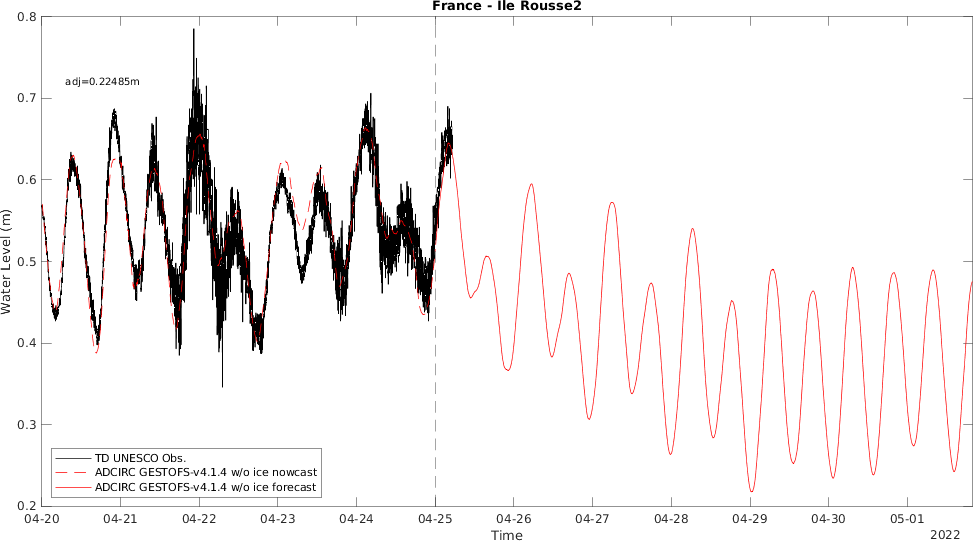 France - Ile Rousse2
adj=0.22485m
0.8
0.7
0.6
0.5
0.4
0.3
0.2
Water Level (m)
TD UNESCO Obs.
ADCIRC GESTOFS-v4.1.4 w/o ice nowcast
ADCIRC GESTOFS-v4.1.4 w/o ice forecast
04-20 04-21 04-22 04-23 04-24 04-25 04-26 04-27 04-28 04-29 04-30 05-01
Time
2022